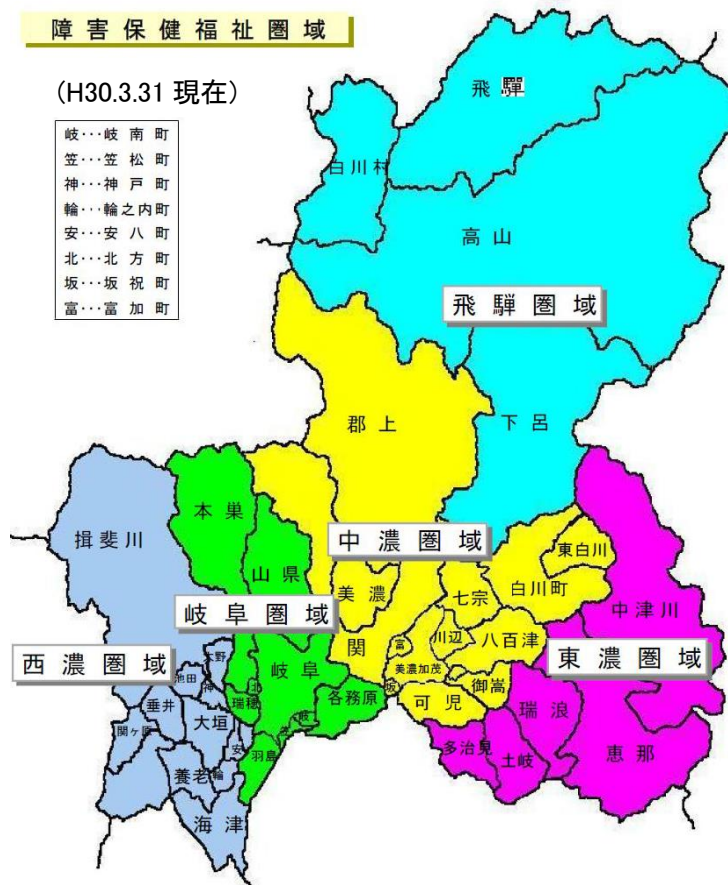 障害保健福祉圏域
(H30.3.31 現在)
岐･･･岐南町
笠･･･笠松町
神･･･神戸町
輪･･･輪之内町
安･･･安八町
北･･･北方町
坂･･･坂祝町
富･･･富加町
飛驒
白川村
高山
飛騨圏域
郡上
下呂
本巣
揖斐川
中濃圏域
東白川
山県
美濃
七宗
白川町
中津川
岐阜圏域
富
川辺
八百津
西濃圏域
大野
関
美濃加茂
東濃圏域
池田
神
岐阜
坂
御嵩
北
各務原
可児
垂井
瑞穂
瑞浪
大垣
岐
関ヶ原
笠
安
羽島
多治見
土岐
恵那
養老
輪
海津